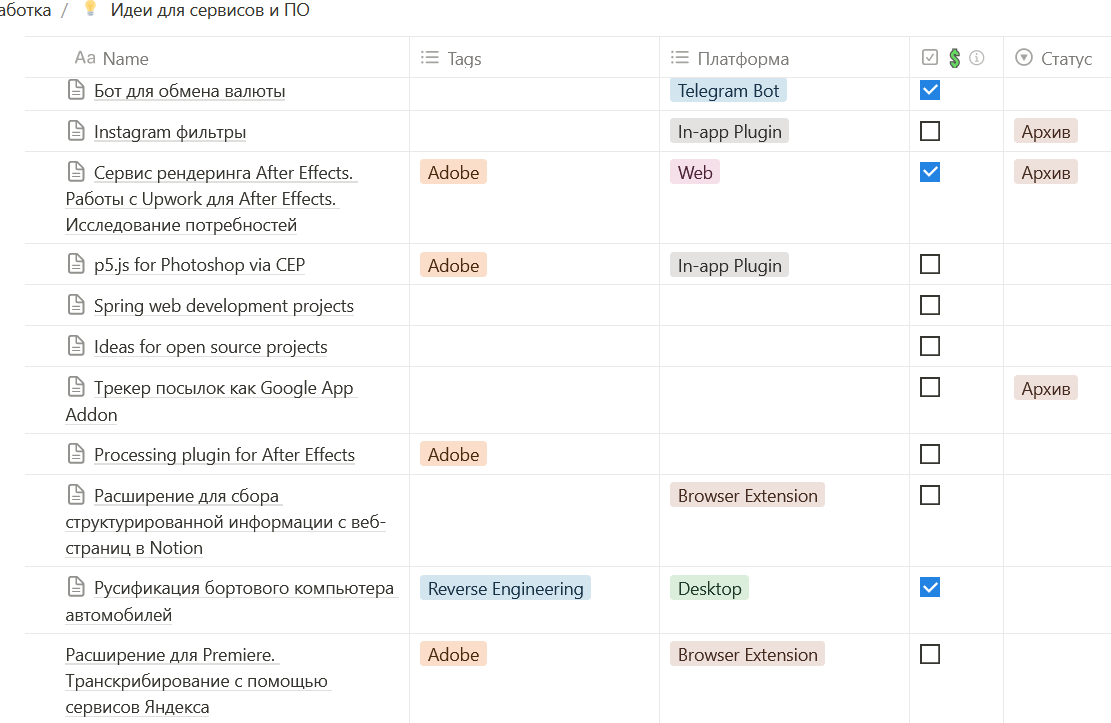 аботка / Идеи для сервисов и ПО
Aa Name Tags Платформа Статус
Бот для обмена валюты Telegram Bot
Instagram фильтры In-app Plugin Архив
Сервис рендеринга After Effects. Adobe Web Архив
Работы с Upwork для After Effects.
Исследование потребностей
p5.js for Photoshop via CEP Adobe In-app Plugin
Spring web development projects
Ideas for open source projects
Трекер посылок как Google App Архив
Addon
Processing plugin for After Effects Adobe
Расширение для сбора Browser Extension
структурированной информации с веб-
страниц в Notion
Русификация бортового компьютера Reverse Engineering Desktop
автомобилей
Расширение для Premiere. Adobe Browser Extension
Транскрибирование с помощью
сервисов Яндекса